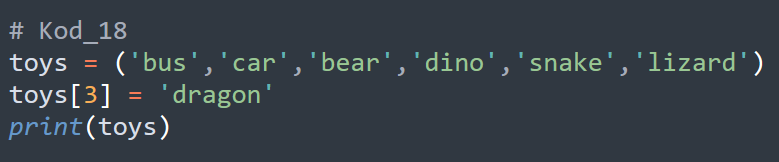 # Kod_18
toys = ('bus','car','bear','dino','snake','lizard')
toys[3] = 'dragon'
print(toys)